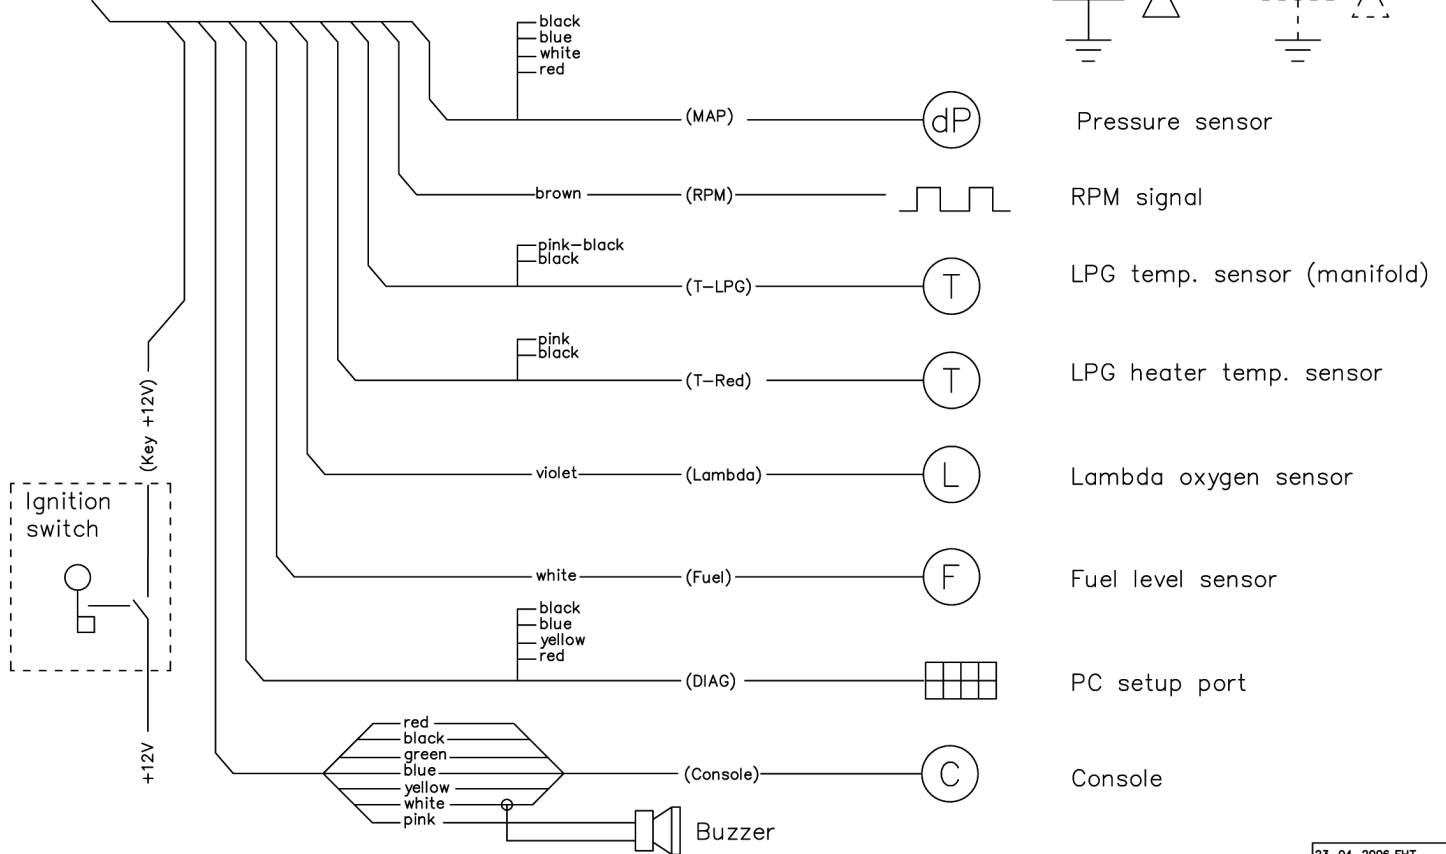 black
blue
white
red
(MAP)
dP
Pressure sensor
brown
(RPM)
RPM signal
pink-black
black
(T-LPG)
T
LPG temp. sensor (manifold)
pink
black
(T-Red)
T
LPG heater temp. sensor
(Key +12V)
violet
(Lambda)
L
Lambda oxygen sensor
Ignition
switch
white
(Fuel)
F
Fuel level sensor
black
blue
yellow
red
(DIAG)
PC setup port
+12V
red
black
green
blue
yellow
white
pink
(Console)
C
Console
Buzzer